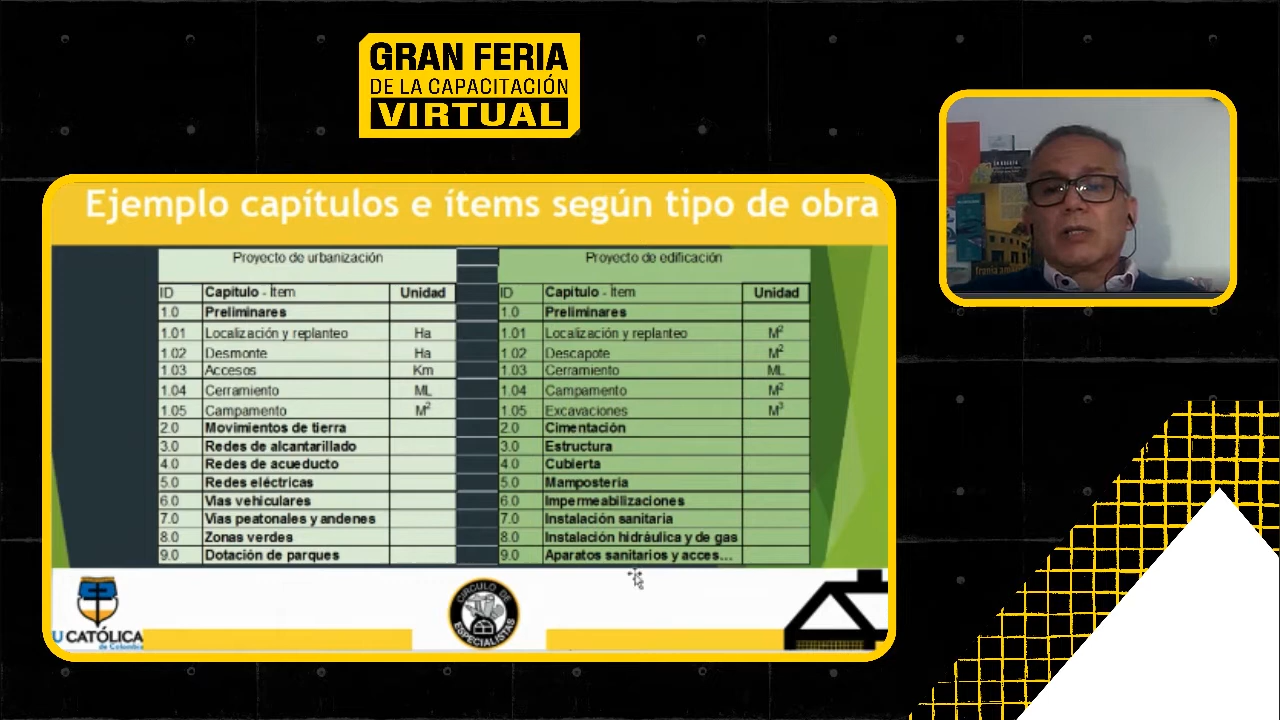 GRAN FERIA
DE LA CAPACITACIÓN
VIRTUAL
Ejemplo capítulos e ítems según tipo de obra
Proyecto de urbanización
ID Capítulo - Ítem Unidad
1.0 Preliminares
1.01 Localización y replanteo Ha
1.02 Desmonte Ha
1.03 Accesos Km
1.04 Cerramiento ML
1.05 Campamento M²
2.0 Movimientos de tierra
3.0 Redes de alcantarillado
4.0 Redes de acueducto
5.0 Redes eléctricas
6.0 Vías vehiculares
7.0 Vías peatonales y andenes
8.0 Zonas verdes
9.0 Dotación de parques
Proyecto de edificación
ID Capítulo - Ítem Unidad
1.0 Preliminares
1.01 Localización y replanteo M²
1.02 Descapote M²
1.03 Cerramiento ML
1.04 Campamento M²
1.05 Excavaciones M³
2.0 Cimentación
3.0 Estructura
4.0 Cubierta
5.0 Mampostería
6.0 Impermeabilizaciones
7.0 Instalación sanitaria
8.0 Instalación hidráulica y de gas
9.0 Aparatos sanitarios y acces...
U CATÓLICA
de Colombia
CIRCULO DE
ESPECIALISTAS